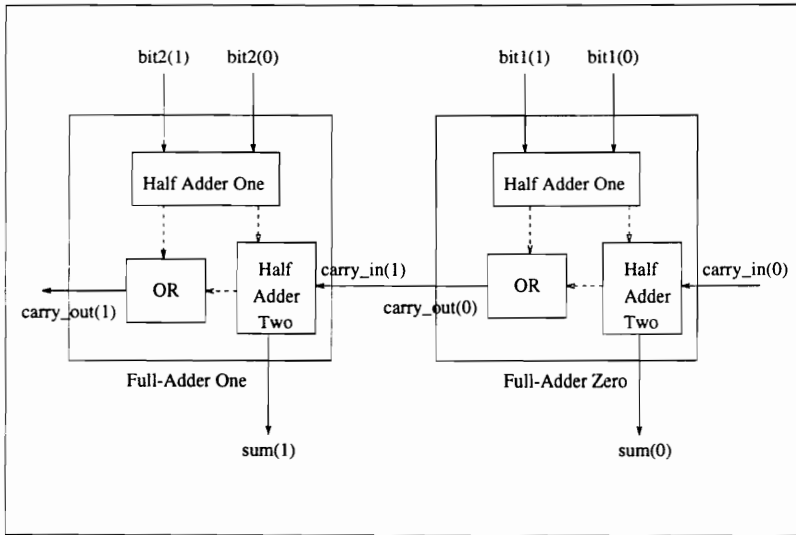 bit2(1) bit2(0) bit1(1) bit1(0)
Half Adder One
Half Adder One
OR
Half
Adder
Two
carry_in(1)
carry_out(0)
OR
Half
Adder
Two
carry_in(0)
carry_out(1)
Full-Adder One
Full-Adder Zero
sum(1)
sum(0)